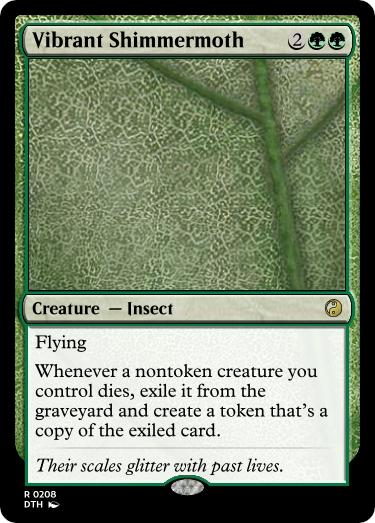 Vibrant Shimmermoth 2
Creature — Insect
Flying
Whenever a nontoken creature you
control dies, exile it from the
graveyard and create a token that's a
copy of the exiled card.
Their scales glitter with past lives.
R 0208
DTH